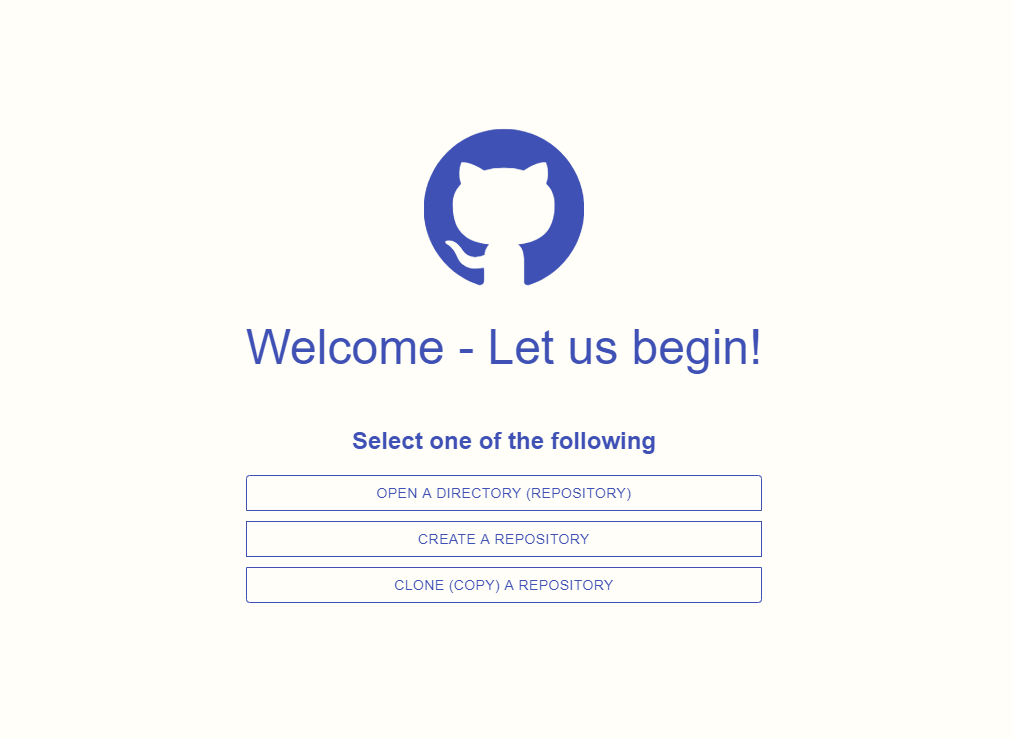 Welcome - Let us begin!
Select one of the following
OPEN A DIRECTORY (REPOSITORY)
CREATE A REPOSITORY
CLONE (COPY) A REPOSITORY